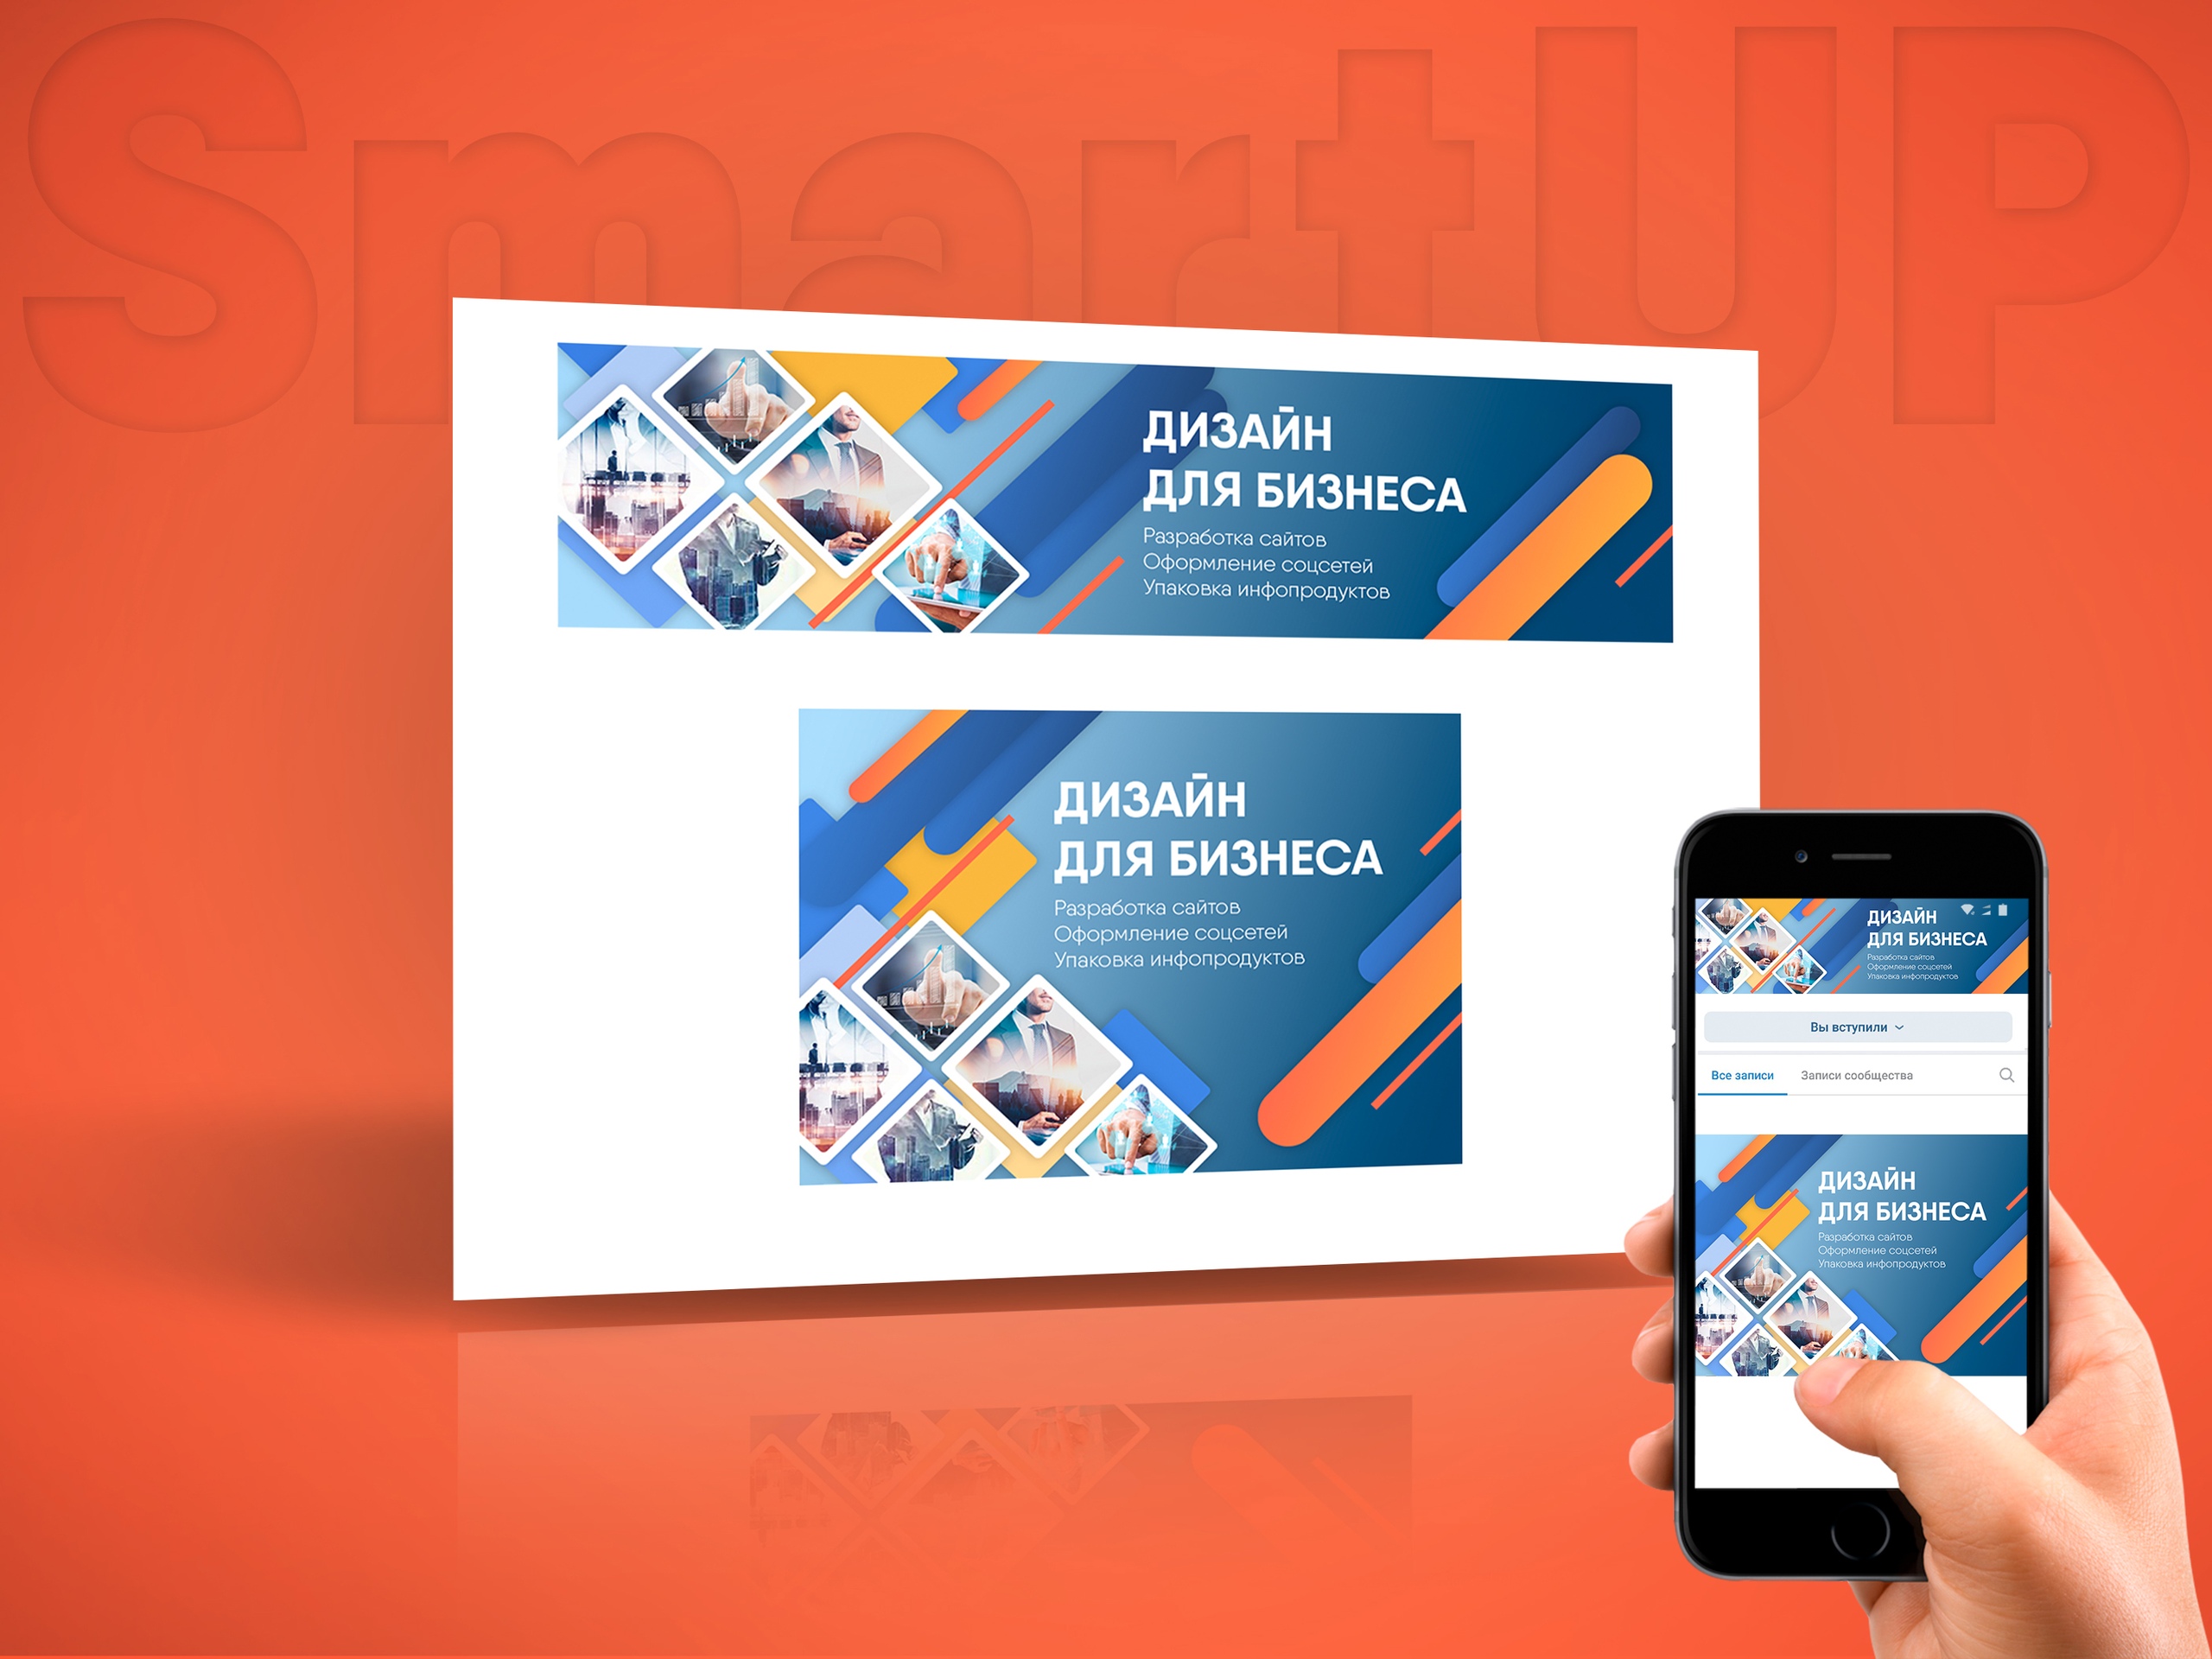 SmartUP
ДИЗАЙН
ДЛЯ БИЗНЕСА
Разработка сайтов
Оформление соцсетей
Упаковка инфопродуктов
ДИЗАЙН
ДЛЯ БИЗНЕСА
Разработка сайтов
Оформление соцсетей
Упаковка инфопродуктов
ДИЗАЙН
ДЛЯ БИЗНЕСА
Разработка сайтов
Оформление соцсетей
Упаковка инфопродуктов
Вы вступили
Все записи Записи сообщества
ДИЗАЙН
ДЛЯ БИЗНЕСА
Разработка сайтов
Оформление соцсетей
Упаковка инфопродуктов